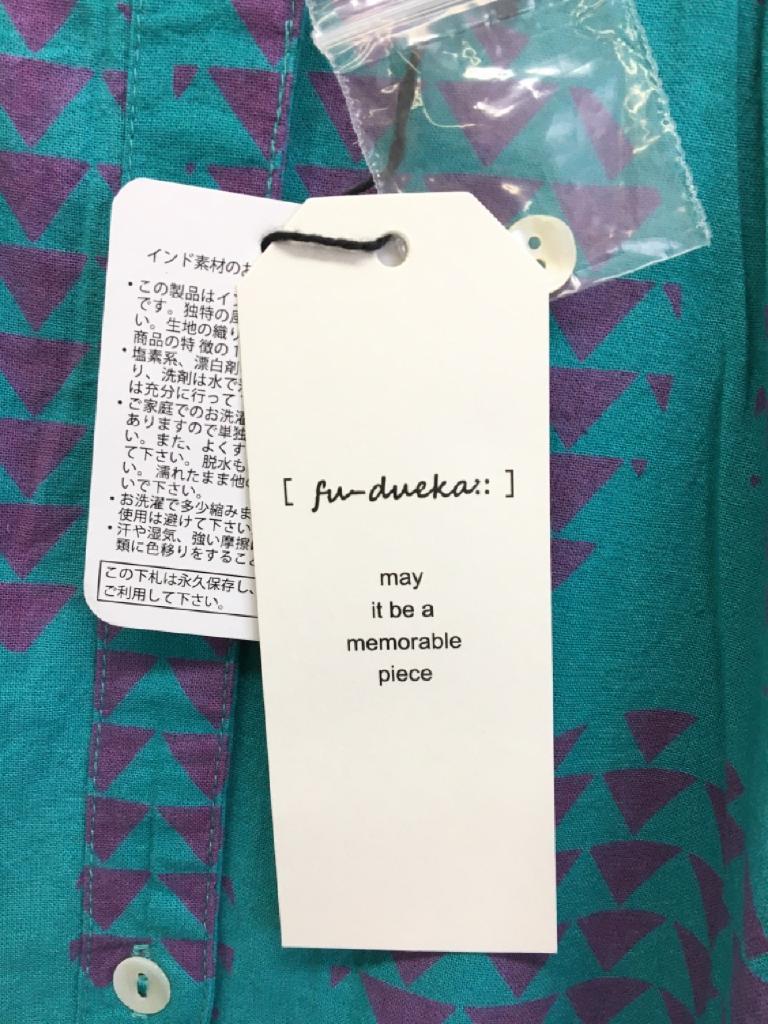 インド素材のお
・この製品はイン
です。独特の風
い。生地の織り
商品の特 徴の1
・塩素系、漂白剤
り、洗剤は水で
は充分に行って
・ご家庭でのお洗濯
ありますので単独
い。また、よくす
て下さい。脱水も
い。濡れたまま他の
いで下さい。
・お洗濯で多少縮みま
使用は避けて下さい
・汗や湿気、強い摩擦
類に色移りをすること
この下札は永久保存し、
ご利用して下さい。
[ fu-dueka:: ]
may
it be a
memorable
piece